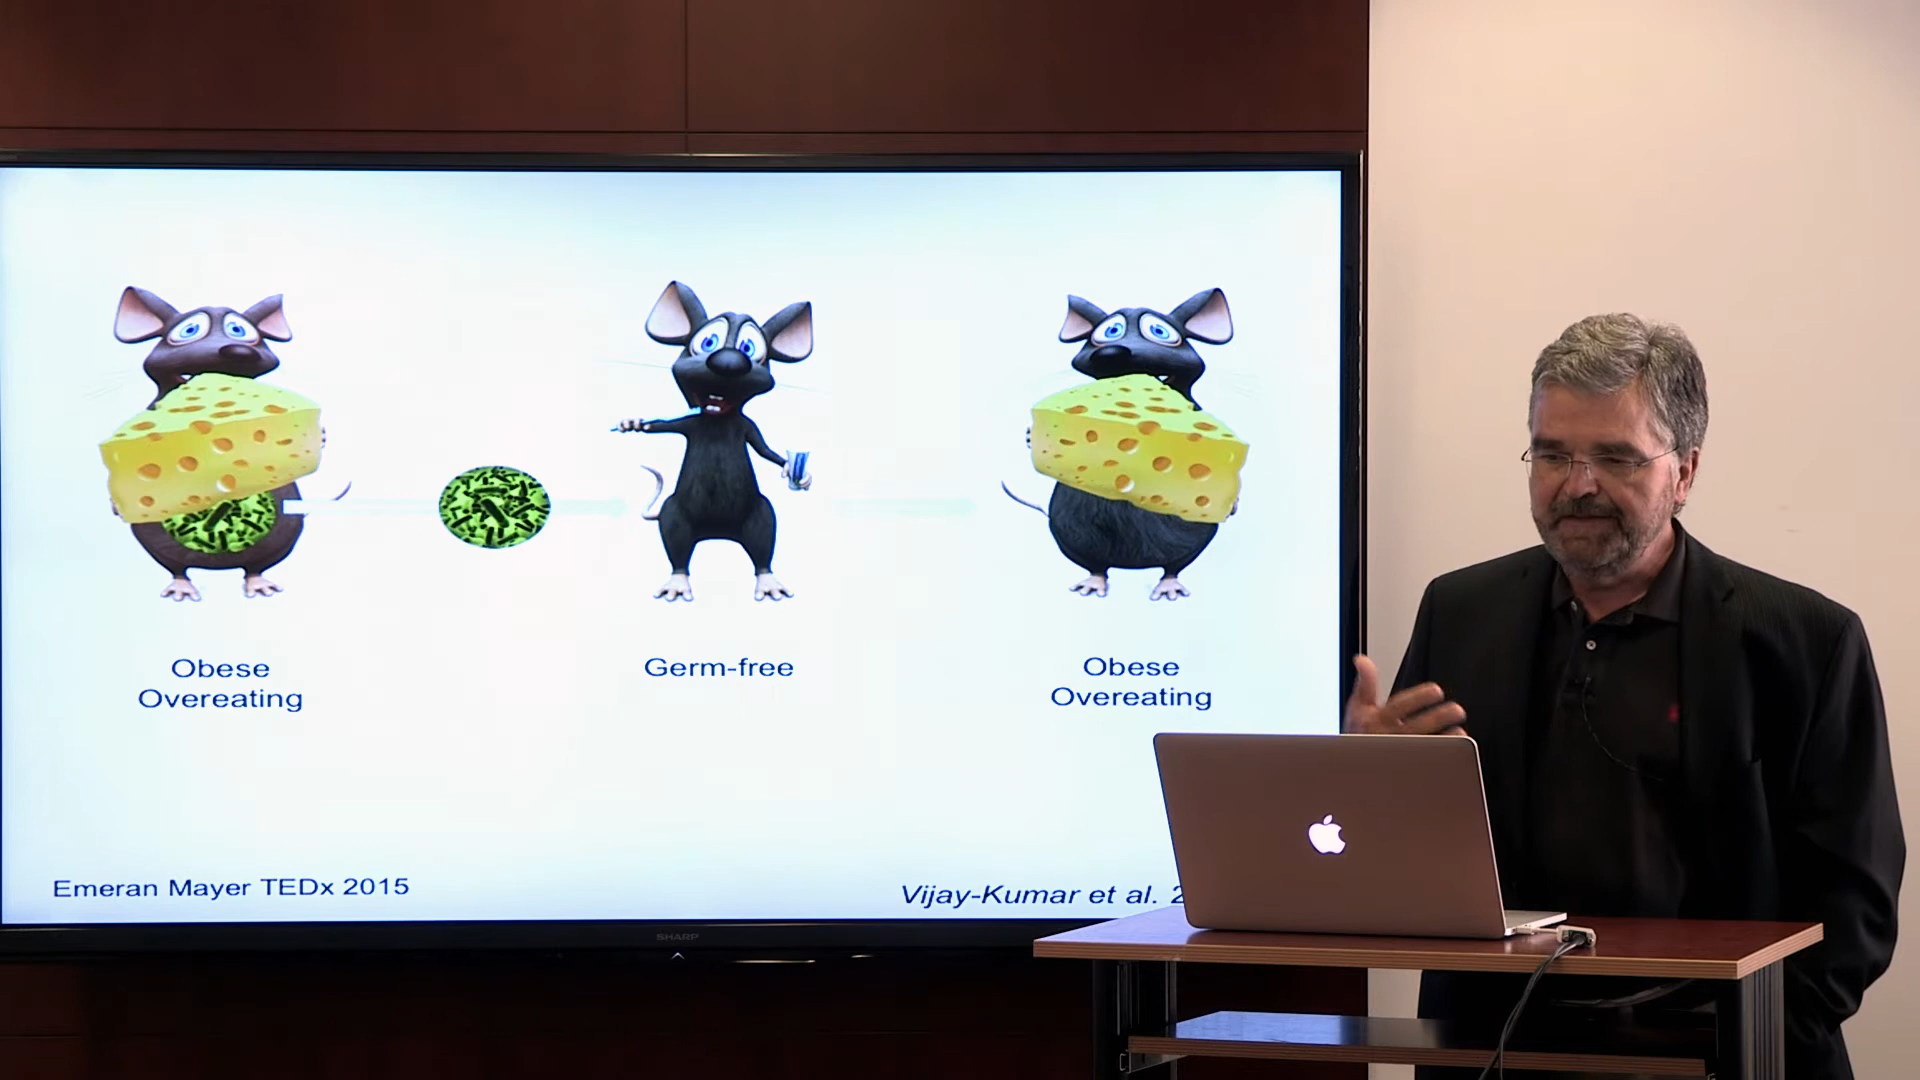 Obese
Overeating
Germ-free
Obese
Overeating
Emeran Mayer TEDx 2015
Vijay-Kumar et al.
SHARP